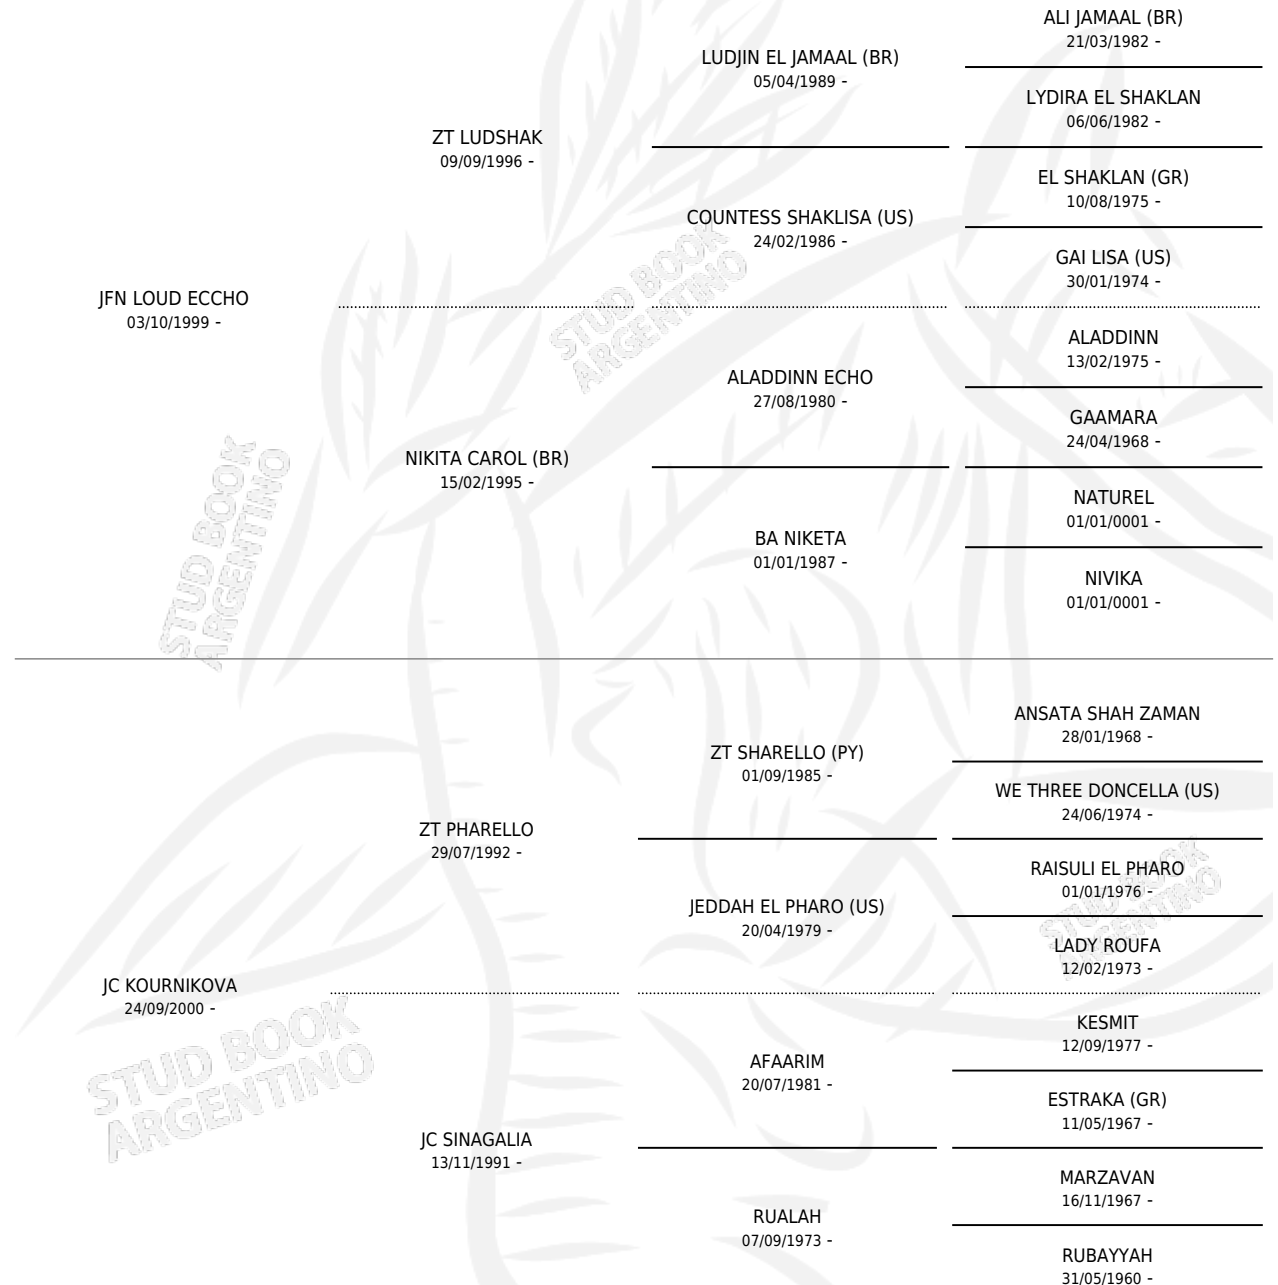 ALI JAMAAL (BR)
21/03/1982 -
LUDJIN EL JAMAAL (BR)
05/04/1989 -
LYDIRA EL SHAKLAN
06/06/1982 -
ZT LUDSHAK
09/09/1996 -
EL SHAKLAN (GR)
10/08/1975 -
COUNTESS SHAKLISA (US)
24/02/1986 -
GAI LISA (US)
30/01/1974 -
JFN LOUD ECCHO
03/10/1999 -
STUD BOOK
ARGENTINO
ALADDINN
13/02/1975 -
ALADDINN ECHO
27/08/1980 -
GAAMARA
24/04/1968 -
NIKITA CAROL (BR)
15/02/1995 -
NATUREL
01/01/0001 -
BA NIKETA
01/01/1987 -
NIVIKA
01/01/0001 -
STUD BOOK
ARGENTINO
ANSATA SHAH ZAMAN
28/01/1968 -
ZT SHARELLO (PY)
01/09/1985 -
WE THREE DONCELLA (US)
24/06/1974 -
ZT PHARELLO
29/07/1992 -
RAISULI EL PHARO
01/01/1976 -
JEDDAH EL PHARO (US)
20/04/1979 -
STUD BOOK
ARGENTINO
LADY ROUFA
12/02/1973 -
JC KOURNIKOVA
24/09/2000 -
KESMIT
12/09/1977 -
AFAARIM
20/07/1981 -
ESTRAKA (GR)
11/05/1967 -
STUD BOOK
ARGENTINO
JC SINAGALIA
13/11/1991 -
MARZAVAN
16/11/1967 -
RUALAH
07/09/1973 -
RUBAYYAH
31/05/1960 -